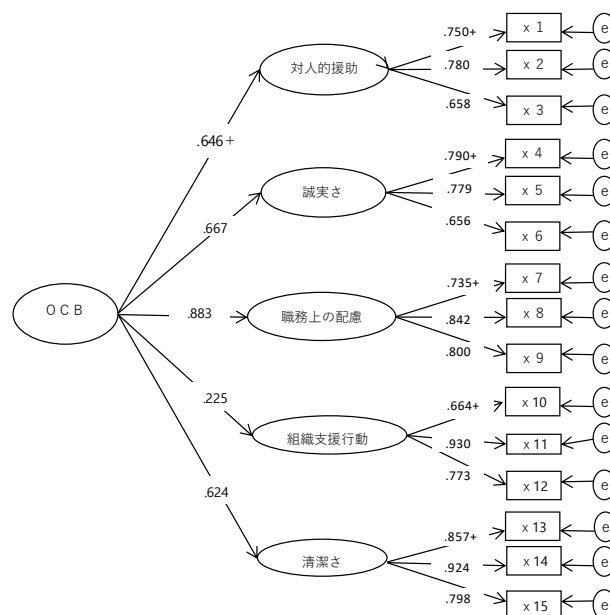 .750+
x 1
e
対人的援助
.780
x 2
e
.658
x 3
e
.646＋
.790+
x 4
e
誠実さ
.779
x 5
e
.667
.656
x 6
e
.735+
x 7
e
ＯＣＢ
.883
職務上の配慮
.842
x 8
e
.800
x 9
e
.225
.664+
x 10
e
組織支援行動
.930
x 11
e
.773
x 12
e
.624
.857+
x 13
e
清潔さ
.924
x 14
e
.798
x 15
e